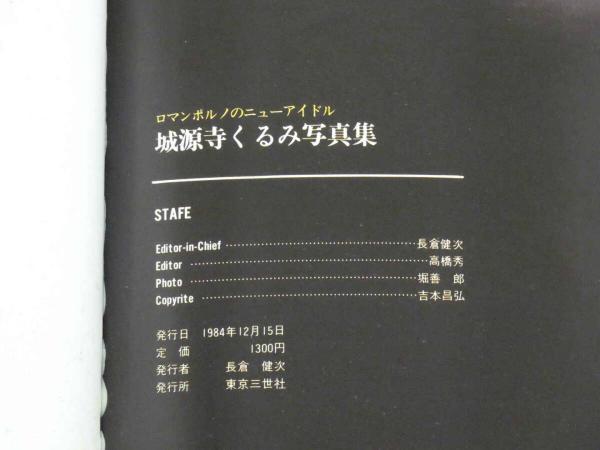 ロマンポルノのニューアイドル
城源寺くるみ写真集
STAFE
Editor-in-Chief ………………………………… 長倉健次
Editor ………………………………………… 高橋秀
Photo ………………………………………… 堀善 郎
Copyrite ……………………………………… 吉本昌弘
発行日 1984年12月15日
定 価 1300円
発行者 長倉 健次
発行所 東京三世社